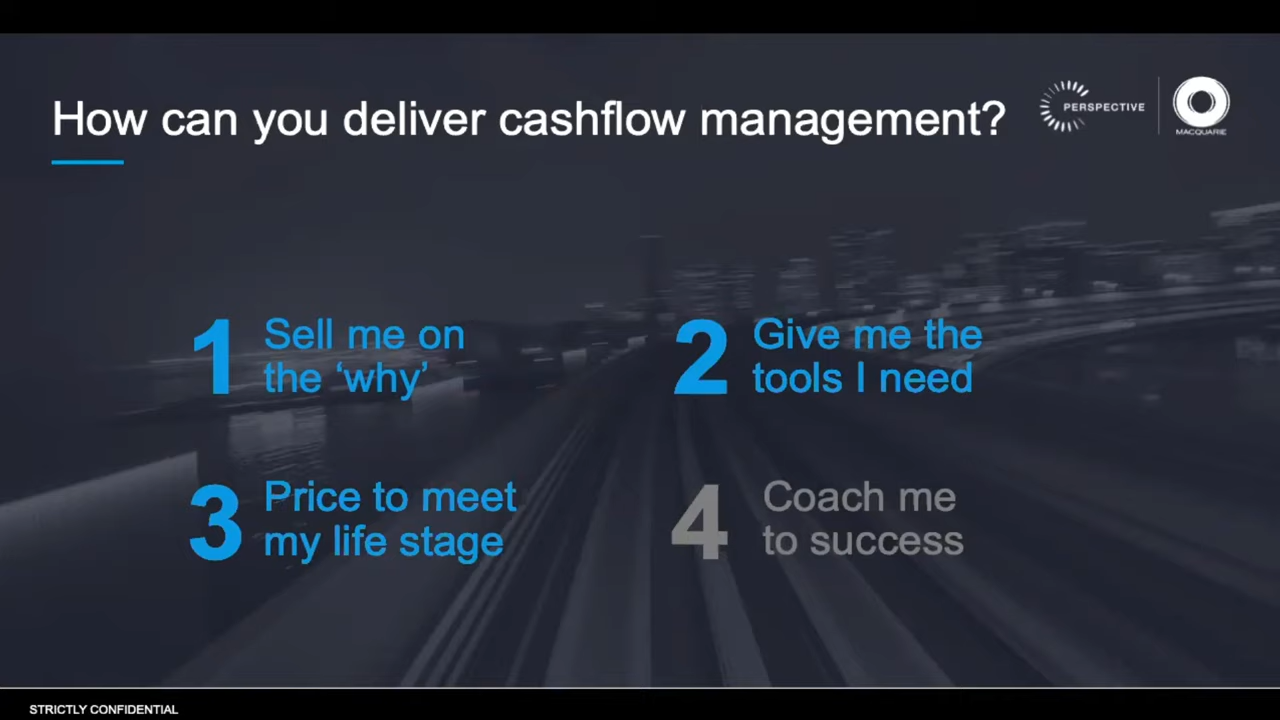 How can you deliver cashflow management?
PERSPECTIVE
MACQUARIE
1 Sell me on
the ‘why’
2 Give me the
tools I need
3 Price to meet
my life stage
4 Coach me
to success
STRICTLY CONFIDENTIAL